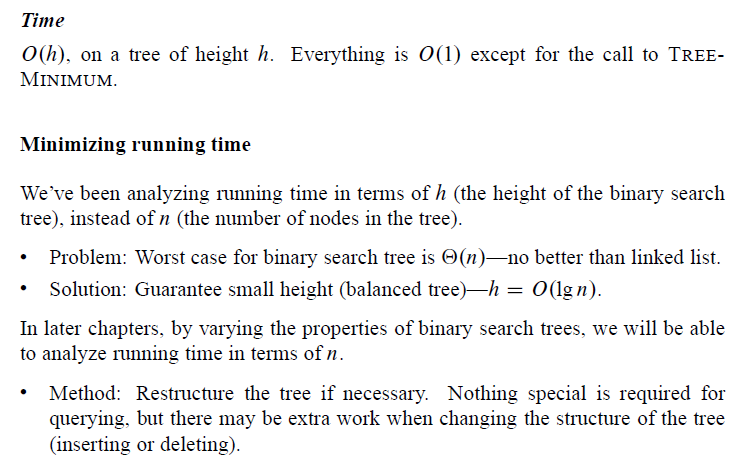 Time
O(h), on a tree of height h. Everything is O(1) except for the call to TREE-
MINIMUM.
Minimizing running time
We've been analyzing running time in terms of h (the height of the binary search
tree), instead of n (the number of nodes in the tree).
• Problem: Worst case for binary search tree is Θ(n)—no better than linked list.
• Solution: Guarantee small height (balanced tree)—h = O(lg n).
In later chapters, by varying the properties of binary search trees, we will be able
to analyze running time in terms of n.
• Method: Restructure the tree if necessary. Nothing special is required for
querying, but there may be extra work when changing the structure of the tree
(inserting or deleting).